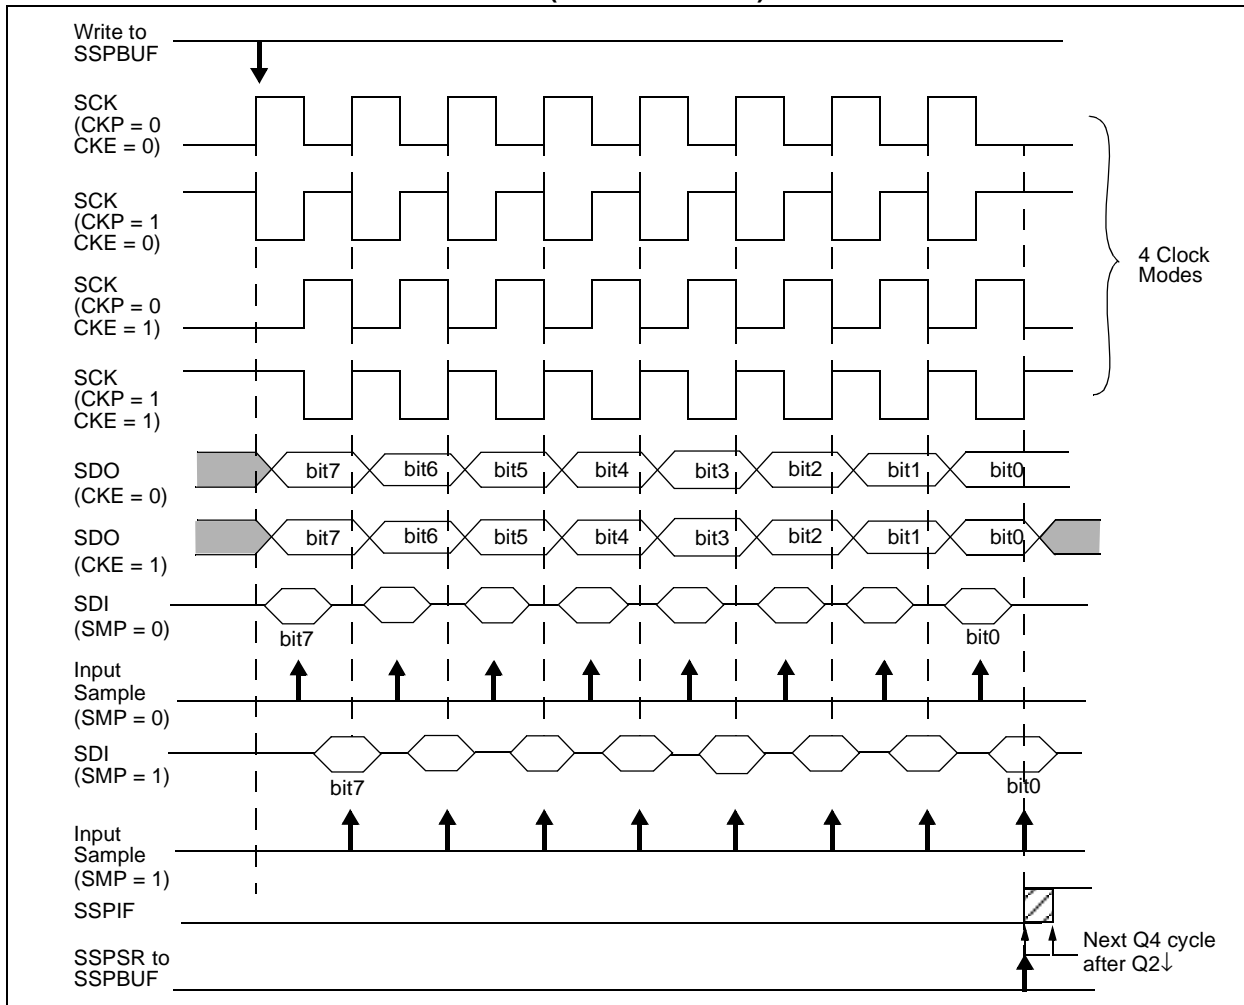 Write to
SSPBUF
SCK
(CKP = 0
CKE = 0)
SCK
(CKP = 1
CKE = 0)
SCK
(CKP = 0
CKE = 1)
SCK
(CKP = 1
CKE = 1)
4 Clock
Modes
SDO
(CKE = 0)
bit7 bit6 bit5 bit4 bit3 bit2 bit1 bit0
SDO
(CKE = 1)
bit7 bit6 bit5 bit4 bit3 bit2 bit1 bit0
SDI
(SMP = 0)
bit7 bit0
Input
Sample
(SMP = 0)
SDI
(SMP = 1)
bit7 bit0
Input
Sample
(SMP = 1)
SSPIF
SSPSR to
SSPBUF
Next Q4 cycle
after Q2↓